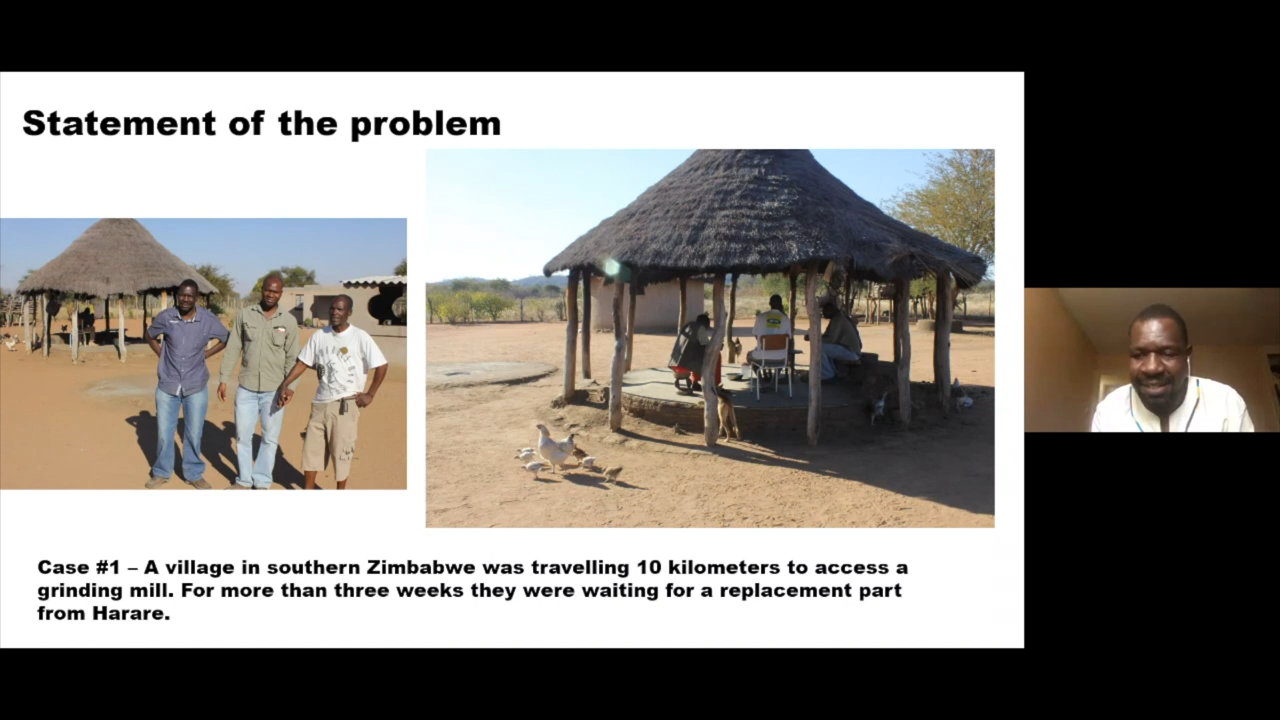 Statement of the problem
Case #1 – A village in southern Zimbabwe was travelling 10 kilometers to access a
grinding mill. For more than three weeks they were waiting for a replacement part
from Harare.